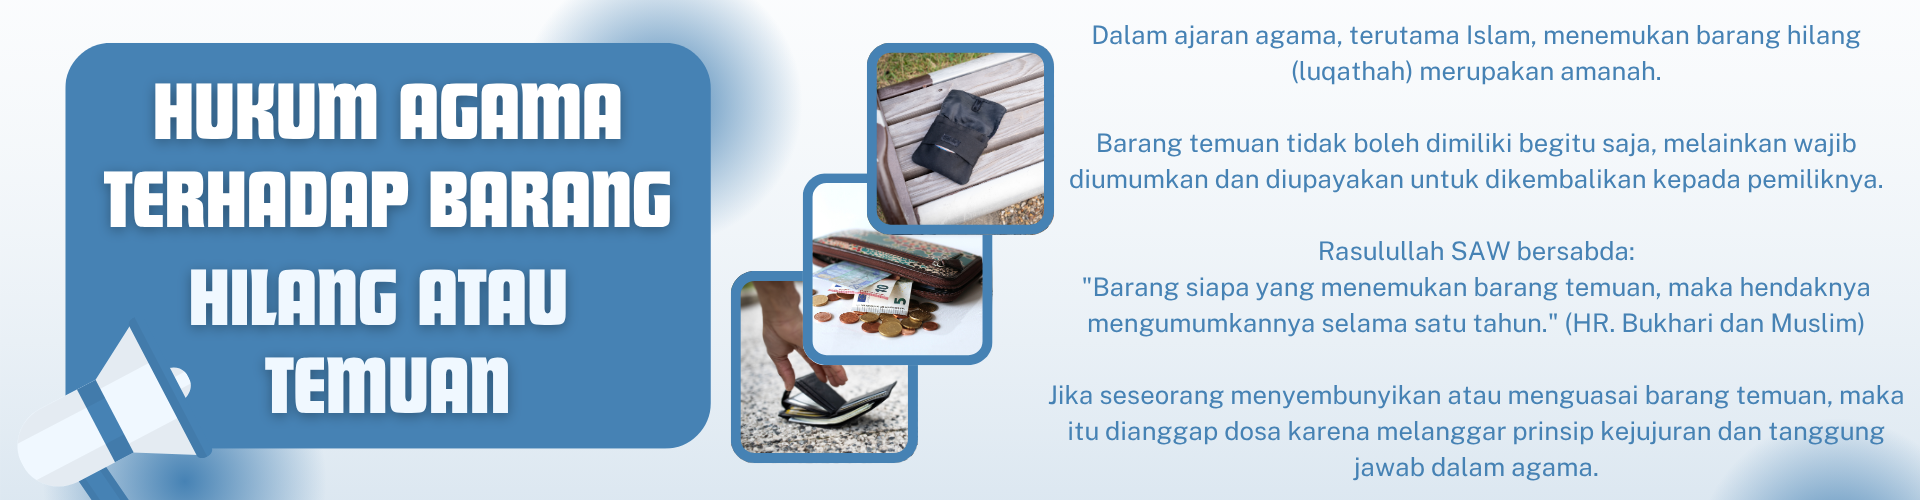 HUKUM AGAMA
TERHADAP BARANG
HILANG ATAU
TEMUAN
Dalam ajaran agama, terutama Islam, menemukan barang hilang
(luqathah) merupakan amanah.
Barang temuan tidak boleh dimiliki begitu saja, melainkan wajib
diumumkan dan diupayakan untuk dikembalikan kepada pemiliknya.
Rasulullah SAW bersabda:
"Barang siapa yang menemukan barang temuan, maka hendaknya
mengumumkannya selama satu tahun." (HR. Bukhari dan Muslim)
Jika seseorang menyembunyikan atau menguasai barang temuan, maka
itu dianggap dosa karena melanggar prinsip kejujuran dan tanggung
jawab dalam agama.
10
5